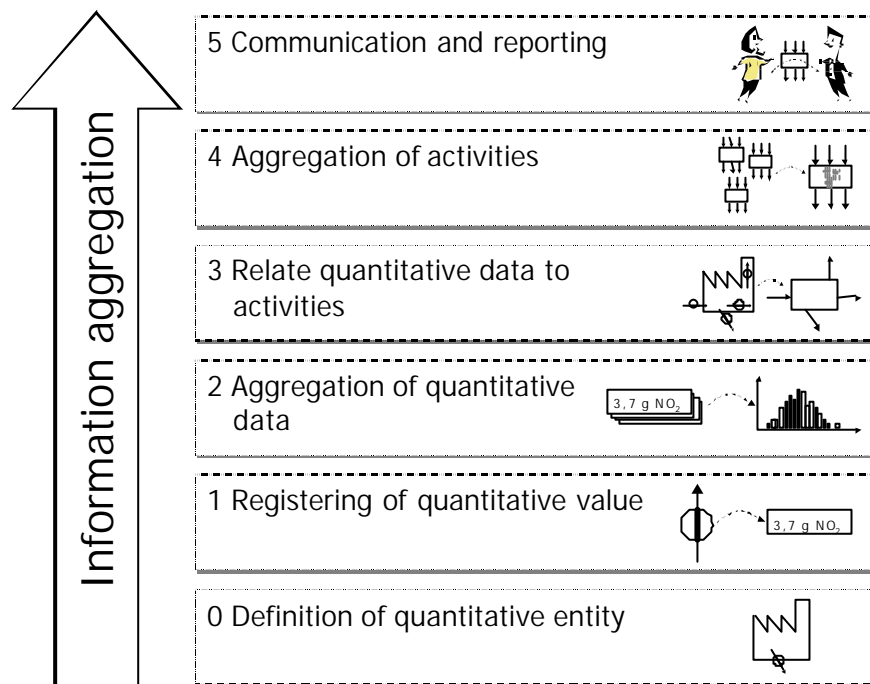 5 Communication and reporting
4 Aggregation of activities
3 Relate quantitative data to
activities
2 Aggregation of quantitative
data
3,7 g NO₂
1 Registering of quantitative value
3,7 g NO₂
0 Definition of quantitative entity
Information aggregation